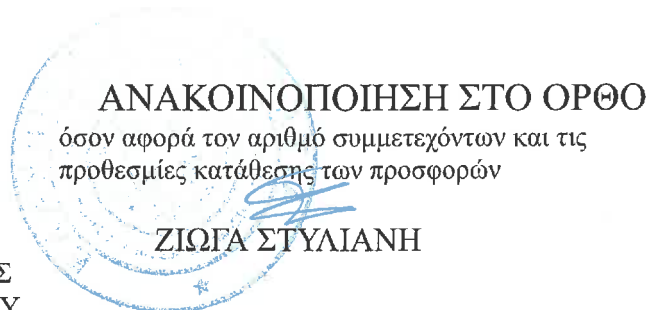 ΑΝΑΚΟΙΝΟΠΟΙΗΣΗ ΣΤΟ ΟΡΘΟ
όσον αφορά τον αριθμό συμμετεχόντων και τις
προθεσμίες κατάθεσης των προσφορών
ΖΙΩΓΑ ΣΤΥΛΙΑΝΗ
Σ
Υ